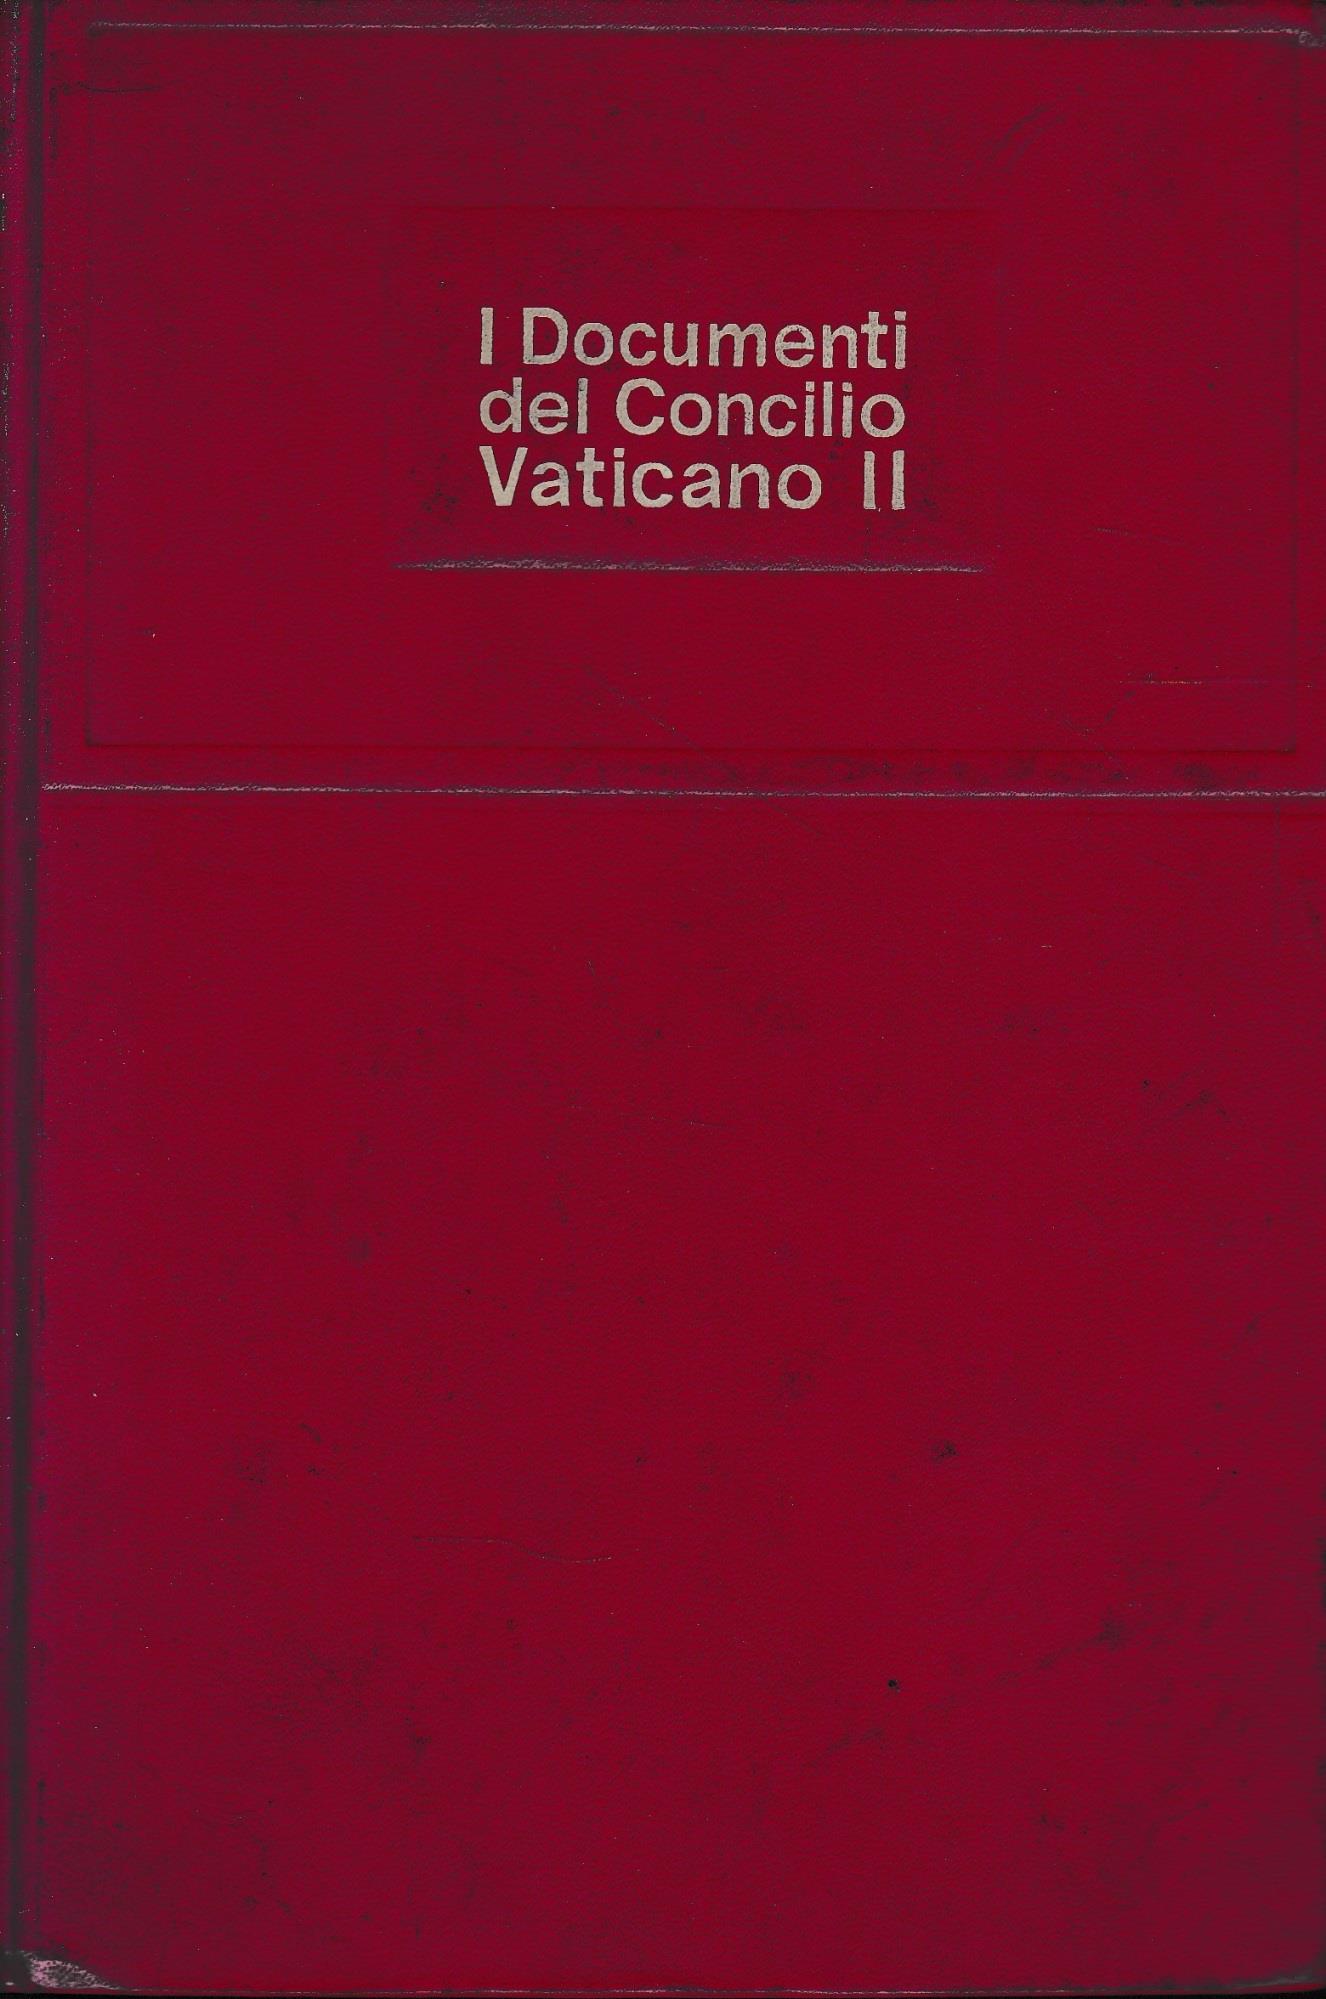 I Documenti
del Concilio
Vaticano II